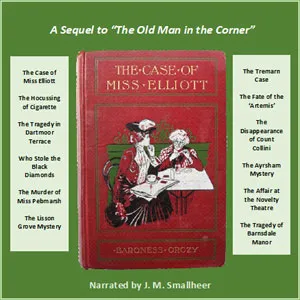 A Sequel to “The Old Man in the Corner”
The Case of
Miss Elliott
The Hocussing
of Cigarette
The Tragedy in
Dartmoor
Terrace
Who Stole the
Black
Diamonds
The Murder of
Miss Pebmarsh
The Lisson
Grove Mystery
THE·CASE·OF
MISS·ELLIOTT
·BARONESS·ORCZY·
The Tremarn
Case
The Fate of the
‘Artemis’
The
Disappearance
of Count
Collini
The Ayrsham
Mystery
The Affair at
the Novelty
Theatre
The Tragedy of
Barnsdale
Manor
Narrated by J. M. Smallheer